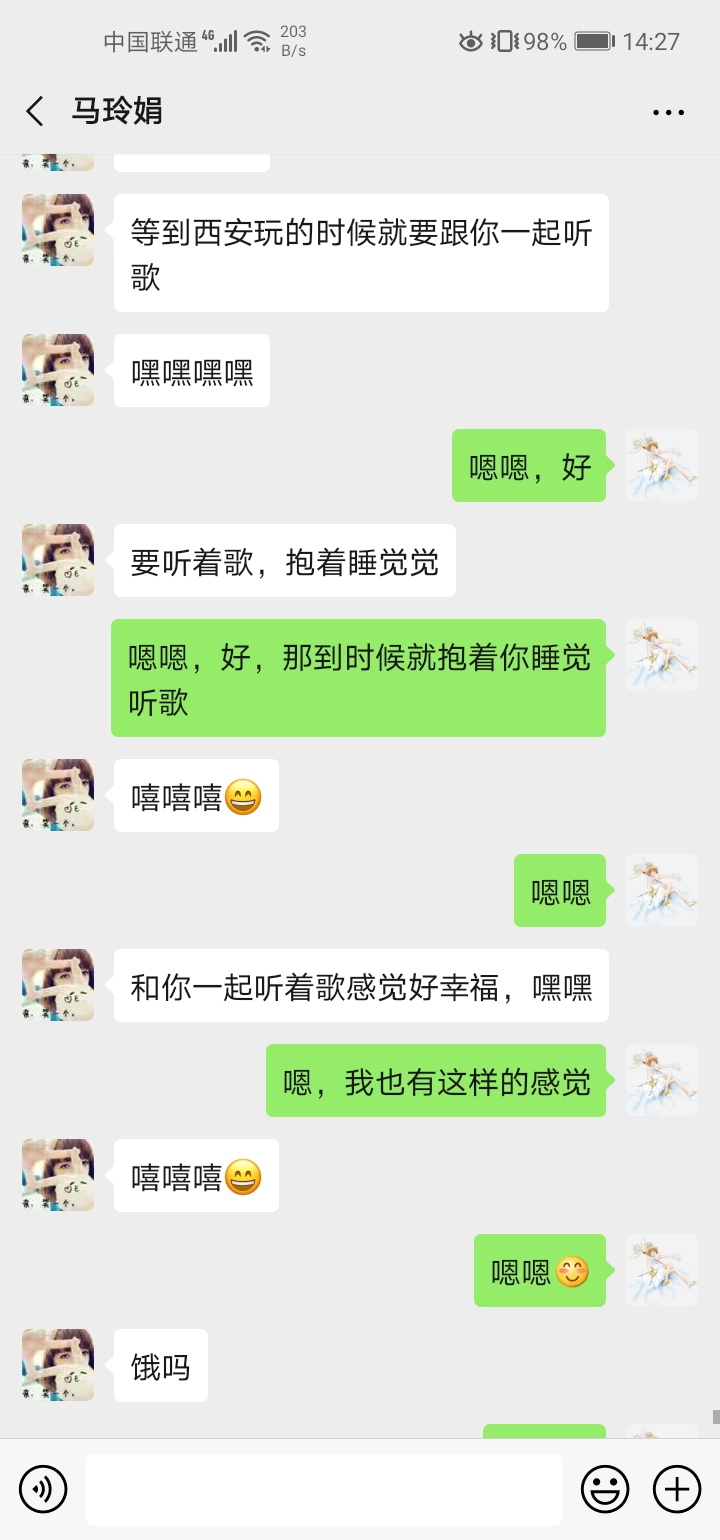 中国联通 4G 203 B/s 98% 14:27
马玲娟
等到西安玩的时候就要跟你一起听
歌
嘿嘿嘿嘿
嗯嗯，好
要听着歌，抱着睡觉觉
嗯嗯，好，那到时候就抱着你睡觉
听歌
嘻嘻嘻😄
嗯嗯
和你一起听着歌感觉好幸福，嘿嘿
嗯，我也有这样的感觉
嘻嘻嘻😄
嗯嗯😊
饿吗